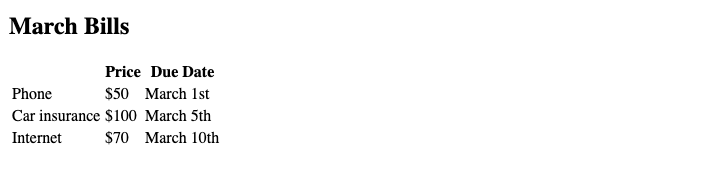 March Bills
Price Due Date
Phone $50 March 1st
Car insurance $100 March 5th
Internet $70 March 10th